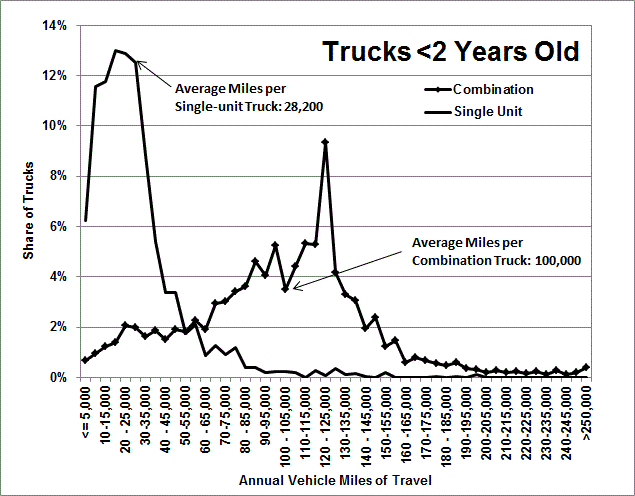 Trucks <2 Years Old
14%
12%
10%
8%
6%
4%
2%
0%
Share of Trucks
Average Miles per
Single-unit Truck: 28,200
Combination
Single Unit
Average Miles per
Combination Truck: 100,000
<= 5,000
10-15,000
20 - 25,000
30-35,000
40 - 45,000
50-55,000
60 - 65,000
70-75,000
80 - 85,000
90-95,000
100 - 105,000
110-115,000
120 - 125,000
130-135,000
140 - 145,000
150-155,000
160 -165,000
170-175,000
180 - 185,000
190-195,000
200-205,000
210-215,000
220-225,000
230-235,000
240-245,000
>250,000
Annual Vehicle Miles of Travel